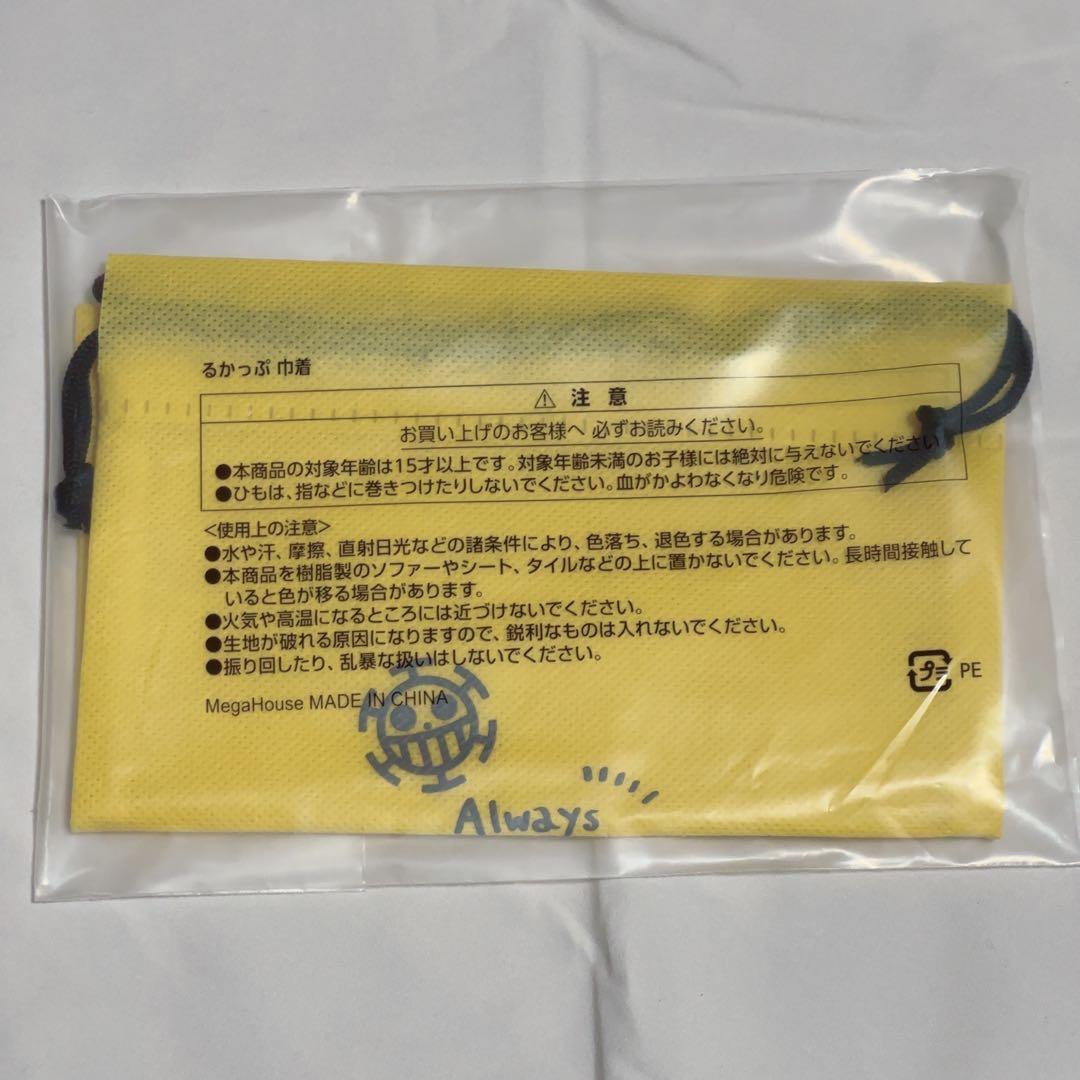 るかっぷ 巾着
⚠ 注 意
お買い上げのお客様へ 必ずお読みください。
●本商品の対象年齢は15才以上です。対象年齢未満のお子様には絶対に与えないでください
●ひもは、指などに巻きつけたりしないでください。血がかよわなくなり危険です。
<使用上の注意>
●水や汗、摩擦、直射日光などの諸条件により、色落ち、退色する場合があります。
●本商品を樹脂製のソファーやシート、タイルなどの上に置かないでください。長時間接触して
いると色が移る場合があります。
●火気や高温になるところには近づけないでください。
●生地が破れる原因になりますので、鋭利なものは入れないでください。
●振り回したり、乱暴な扱いはしないでください。
プラ PE
MegaHouse MADE IN CHINA
Always